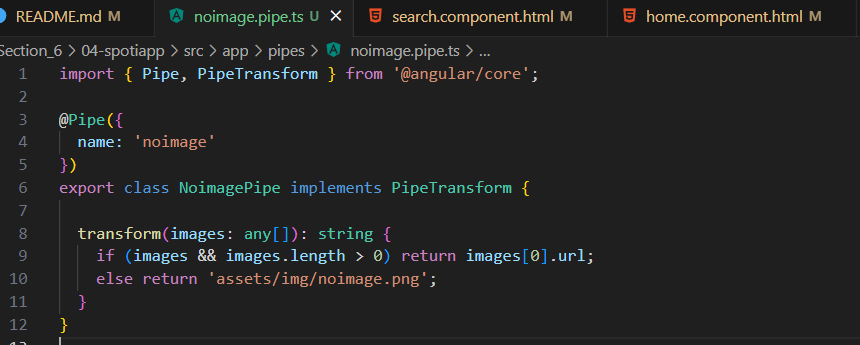 README.md M noimage.pipe.ts U search.component.html M home.component.html M
Section_6 > 04-spotiapp > src > app > pipes > noimage.pipe.ts > ...
1 import { Pipe, PipeTransform } from '@angular/core';
2
3 @Pipe({
4 name: 'noimage'
5 })
6 export class NoimagePipe implements PipeTransform {
7
8 transform(images: any[]): string {
9 if (images && images.length > 0) return images[0].url;
10 else return 'assets/img/noimage.png';
11 }
12 }
13